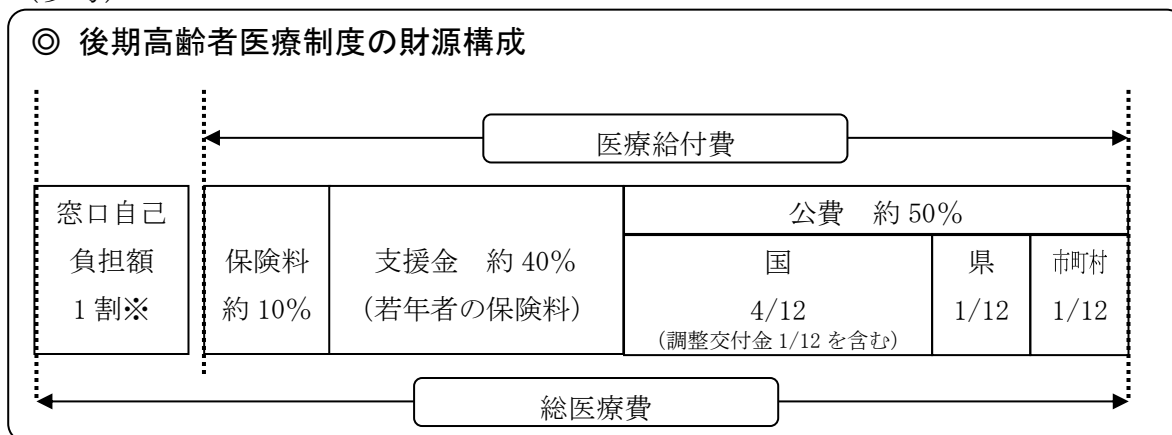 ◎ 後期高齢者医療制度の財源構成
医療給付費
窓口自己
負担額
1割※
保険料
約10%
支援金 約40%
(若年者の保険料)
公費 約50%
国
4/12
(調整交付金1/12を含む)
県
1/12
市町村
1/12
総医療費